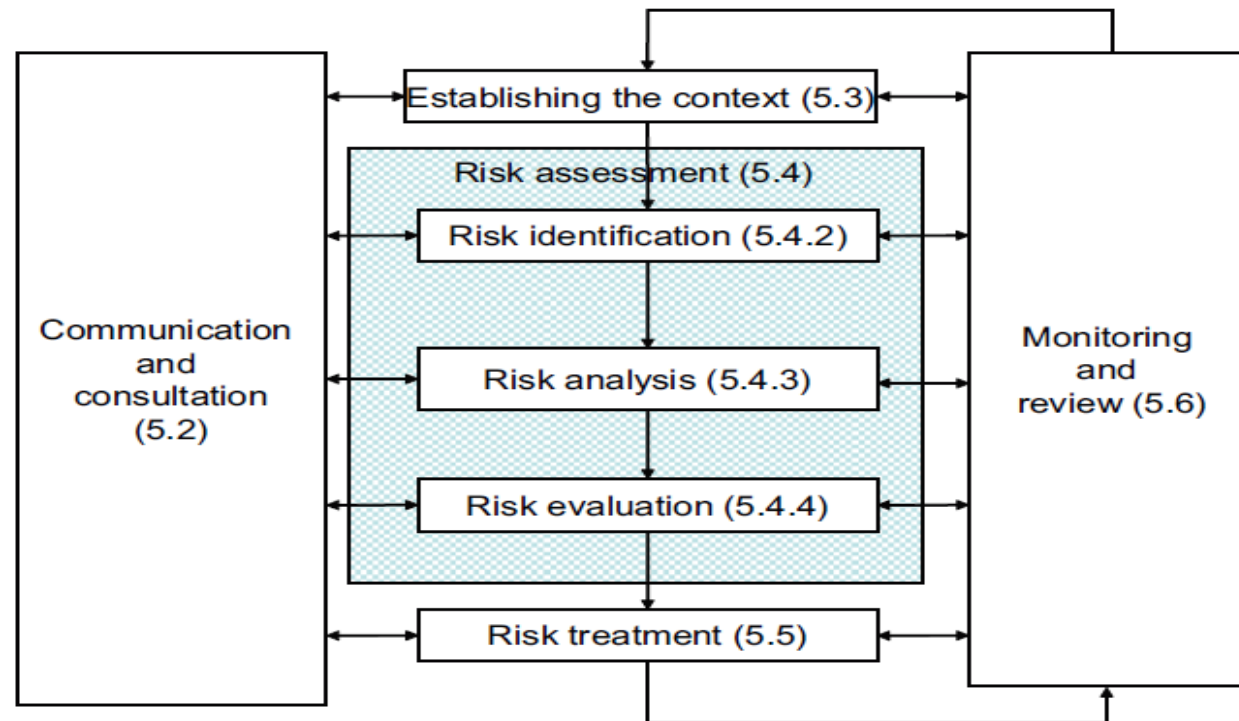 Establishing the context (5.3)
Risk assessment (5.4)
Risk identification (5.4.2)
Communication
and
consultation
(5.2)
Risk analysis (5.4.3)
Monitoring
and
review (5.6)
Risk evaluation (5.4.4)
Risk treatment (5.5)